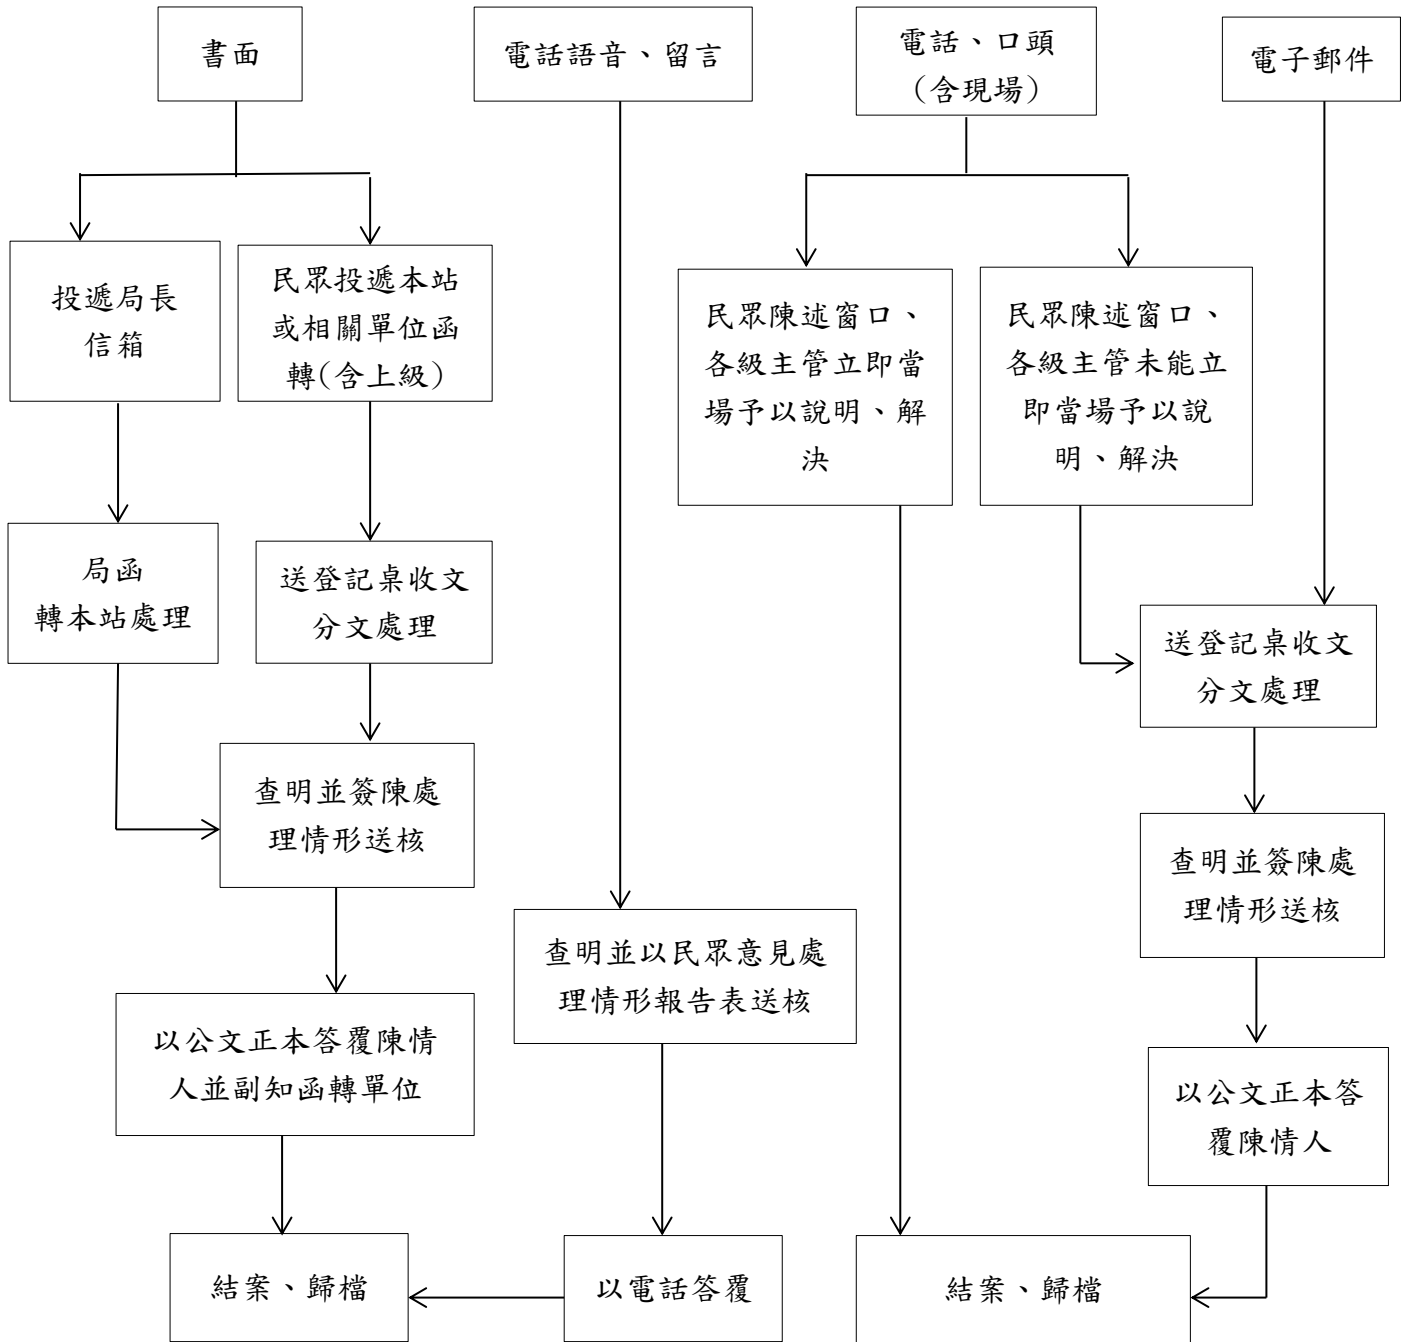 書面
電話語音、留言
電話、口頭
(含現場)
電子郵件
投遞局長
信箱
民眾投遞本站
或相關單位函
轉(含上級)
民眾陳述窗口、
各級主管立即當
場予以說明、解
決
民眾陳述窗口、
各級主管未能立
即當場予以說
明、解決
局函
轉本站處理
送登記桌收文
分文處理
送登記桌收文
分文處理
查明並簽陳處
理情形送核
查明並簽陳處
理情形送核
查明並以民眾意見處
理情形報告表送核
以公文正本答覆陳情
人並副知函轉單位
以公文正本答
覆陳情人
結案、歸檔
以電話答覆
結案、歸檔